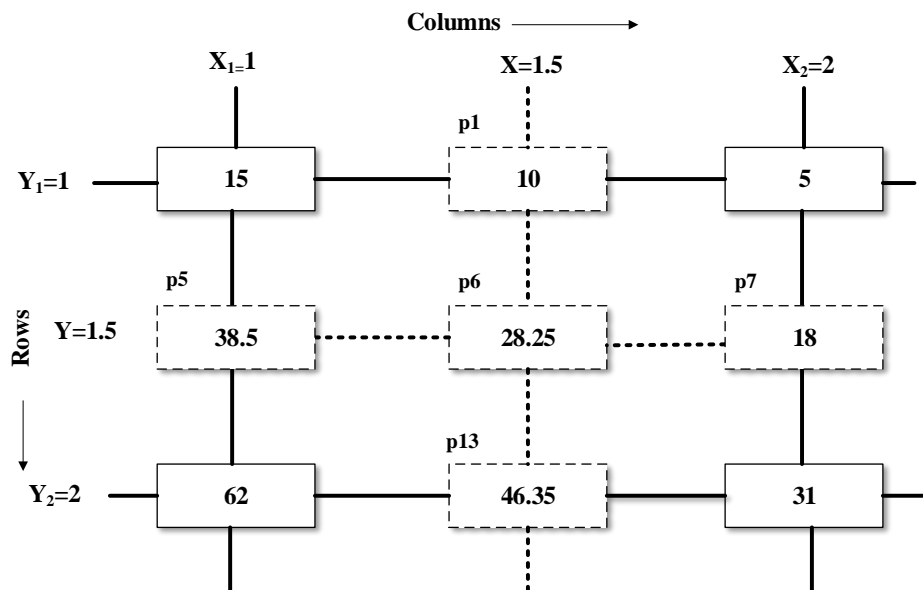 Columns
X₁₌1 X=1.5 X₂=2
p1
Y₁=1 15 10 5
p5 p6 p7
Y=1.5 38.5 28.25 18
Rows
p13
Y₂=2 62 46.35 31